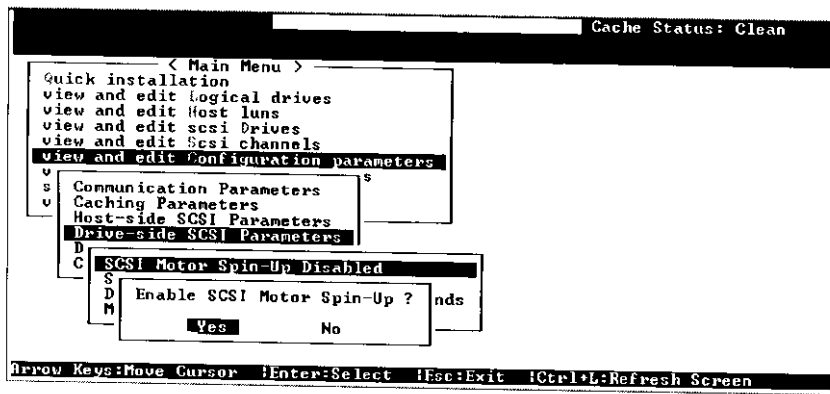 Cache Status: Clean
< Main Menu >
Quick installation
view and edit Logical drives
view and edit Host luns
view and edit scsi Drives
view and edit Scsi channels
view and edit Configuration parameters
v s
s Communication Parameters
v Caching Parameters
Host-side SCSI Parameters
Drive-side SCSI Parameters
D
C SCSI Motor Spin-Up Disabled
S
D Enable SCSI Motor Spin-Up ? nds
M
Yes No
Arrow Keys:Move Cursor |Enter:Select |Esc:Exit |Ctrl+L:Refresh Screen